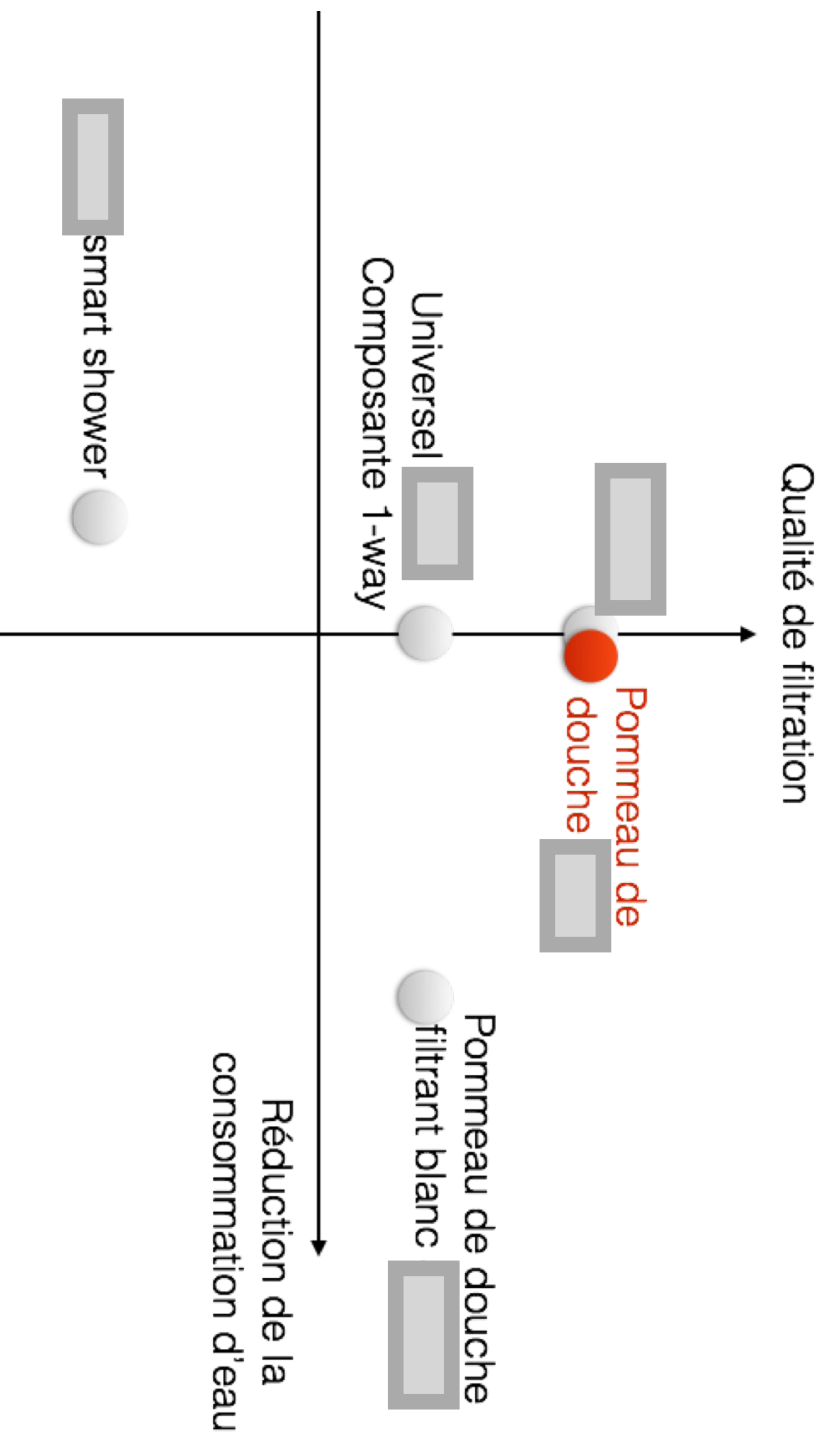 Qualité de filtration
Pommeau de
douche
Universel
Composante 1-way
Pommeau de douche
filtrant blanc
Réduction de la
consommation d'eau
smart shower